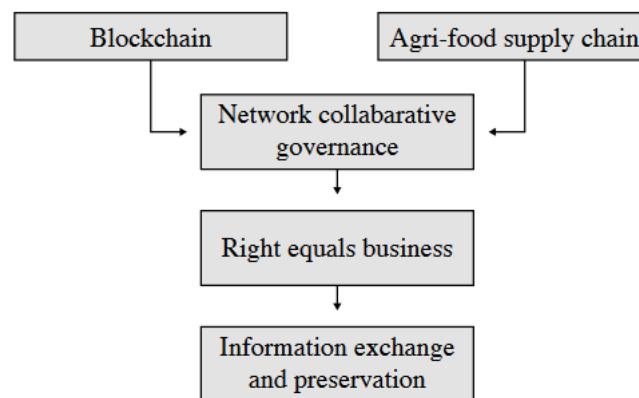 Blockchain
Agri-food supply chain
Network collabarative
governance
Right equals business
Information exchange
and preservation